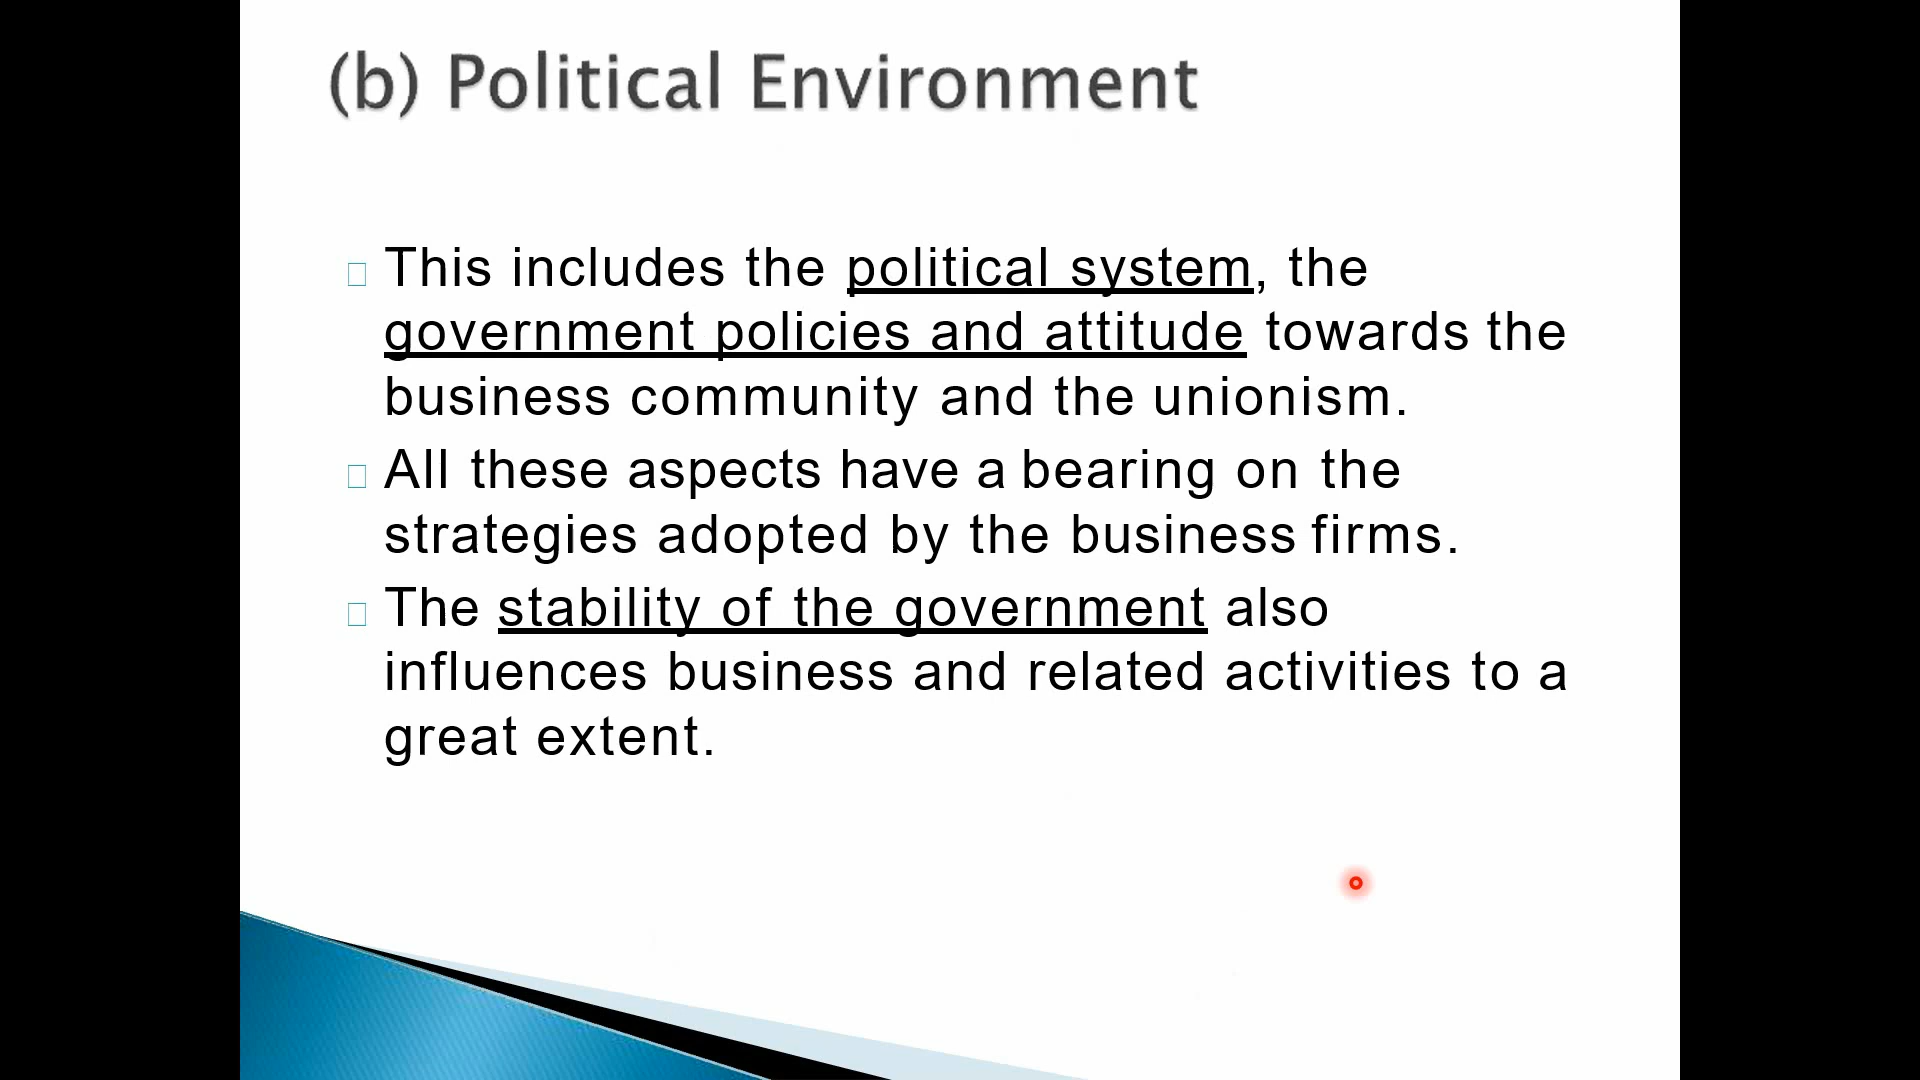 (b) Political Environment
This includes the political system, the
government policies and attitude towards the
business community and the unionism.
All these aspects have a bearing on the
strategies adopted by the business firms.
The stability of the government also
influences business and related activities to a
great extent.